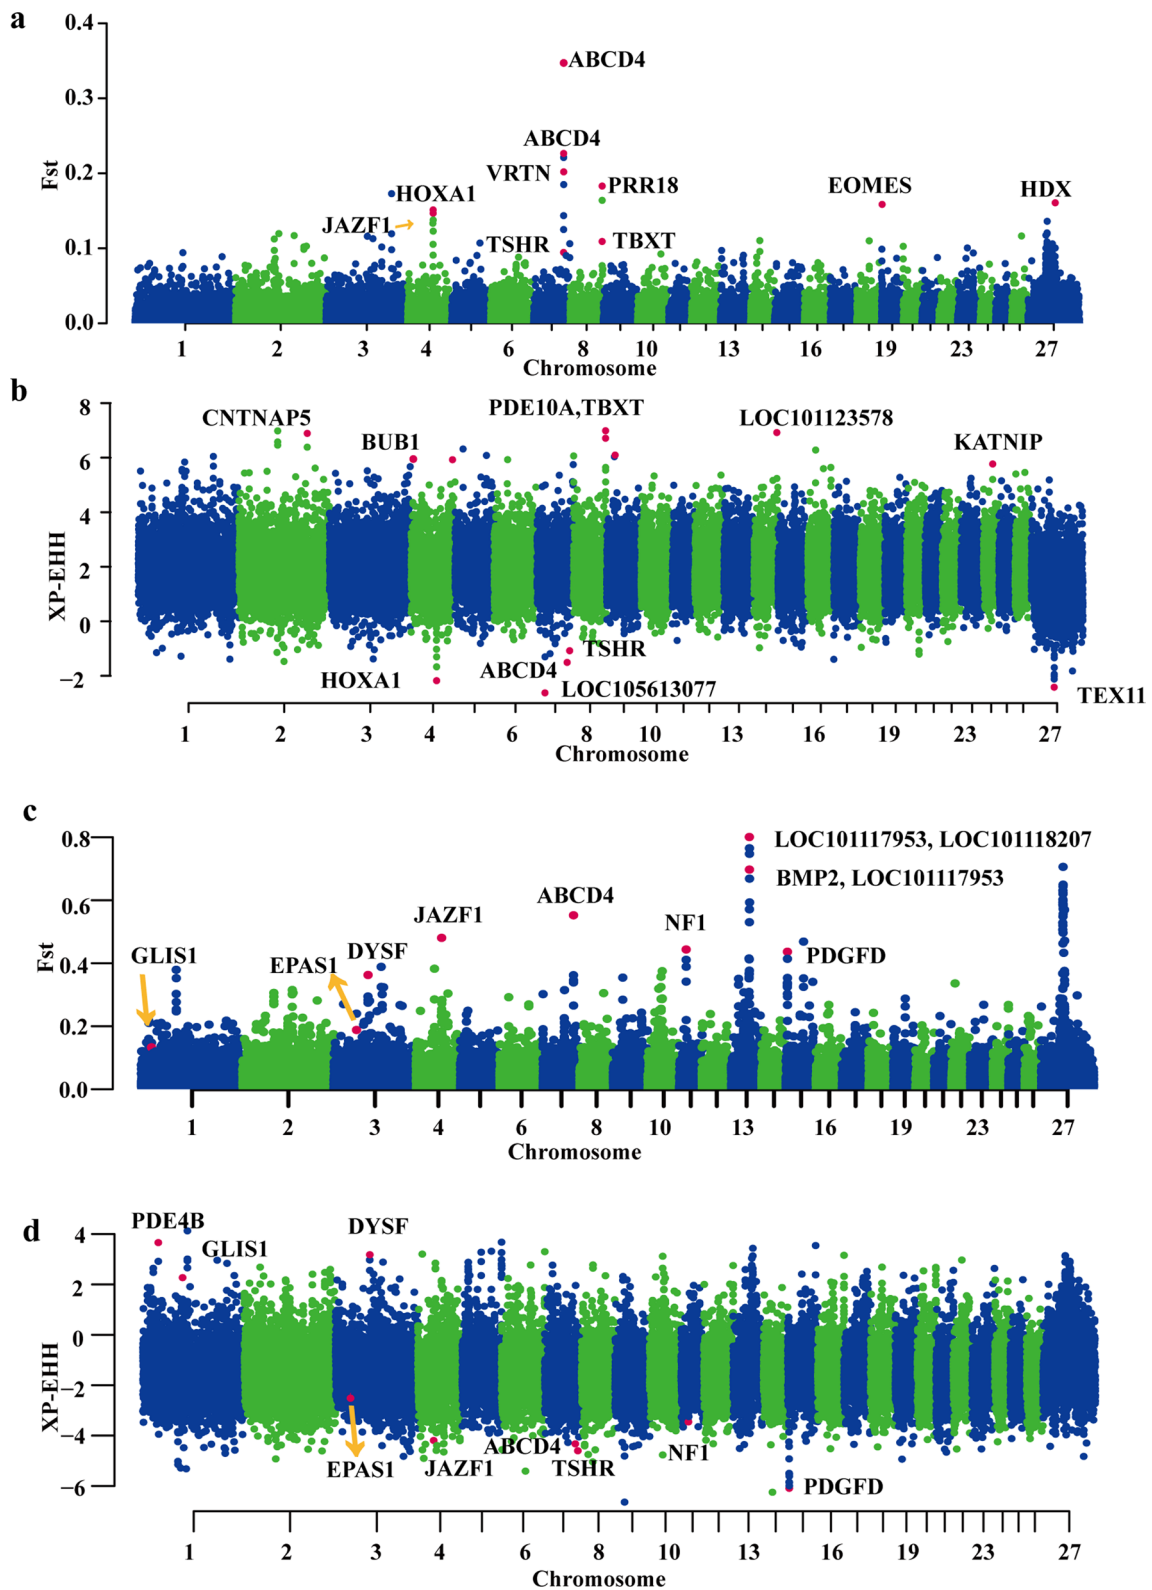 a
0.4
ABCD4
0.3
ABCD4
Fst
0.2
VRTN
PRR18
EOMES
HDX
HOXA1
JAZF1
TSHR
TBXT
0.1
0.0
1 2 3 4 6 8 10 13 16 19 23 27
Chromosome
b
8
CNTNAP5
PDE10A,TBXT
LOC101123578
BUB1
KATNIP
6
4
XP-EHH
2
0
TSHR
ABCD4
HOXA1
LOC105613077
−2
TEX11
1 2 3 4 6 8 10 13 16 19 23 27
Chromosome
c
0.8
LOC101117953, LOC101118207
BMP2, LOC101117953
ABCD4
0.6
JAZF1
NF1
GLIS1
EPAS1
DYSF
PDGFD
Fst
0.4
0.2
0.0
1 2 3 4 6 8 10 13 16 19 23 27
Chromosome
d
PDE4B
DYSF
4
GLIS1
2
0
XP-EHH
−2
−4
ABCD4
NF1
EPAS1
JAZF1
TSHR
−6
PDGFD
1 2 3 4 6 8 10 13 16 19 23 27
Chromosome